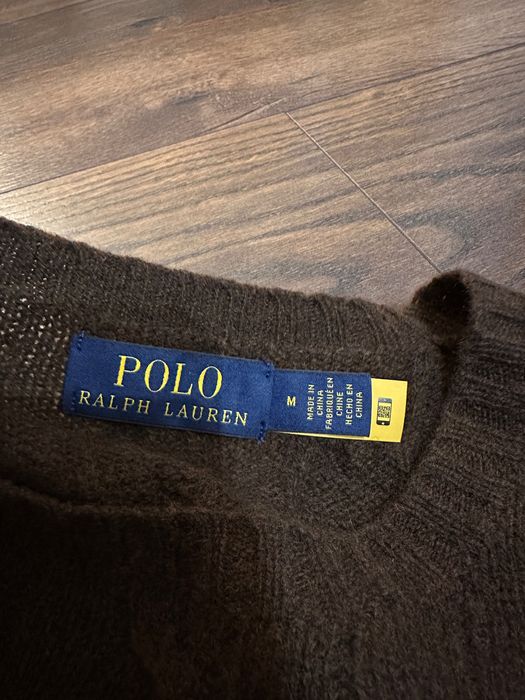 POLO
RALPH LAUREN
M
MADE IN
CHINA
FABRIQUÉ EN
CHINE
HECHO EN
CHINA